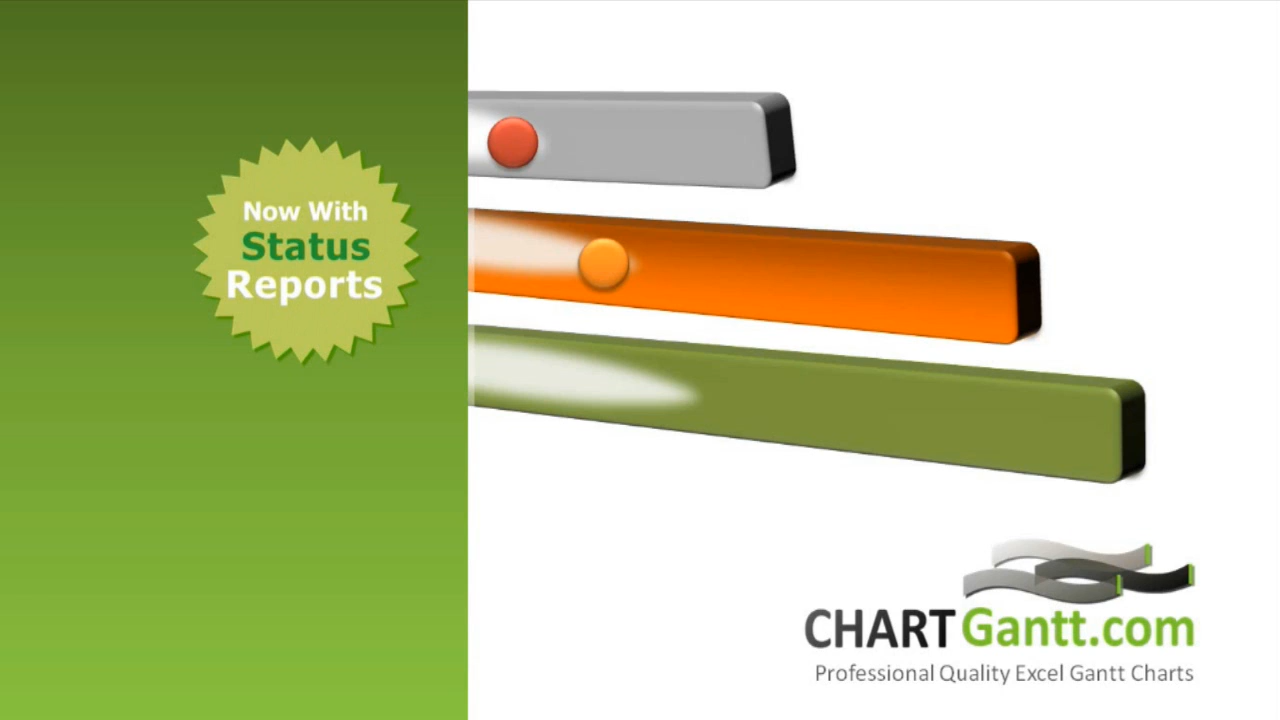 Now With
Status
Reports
CHARTGantt.com
Professional Quality Excel Gantt Charts